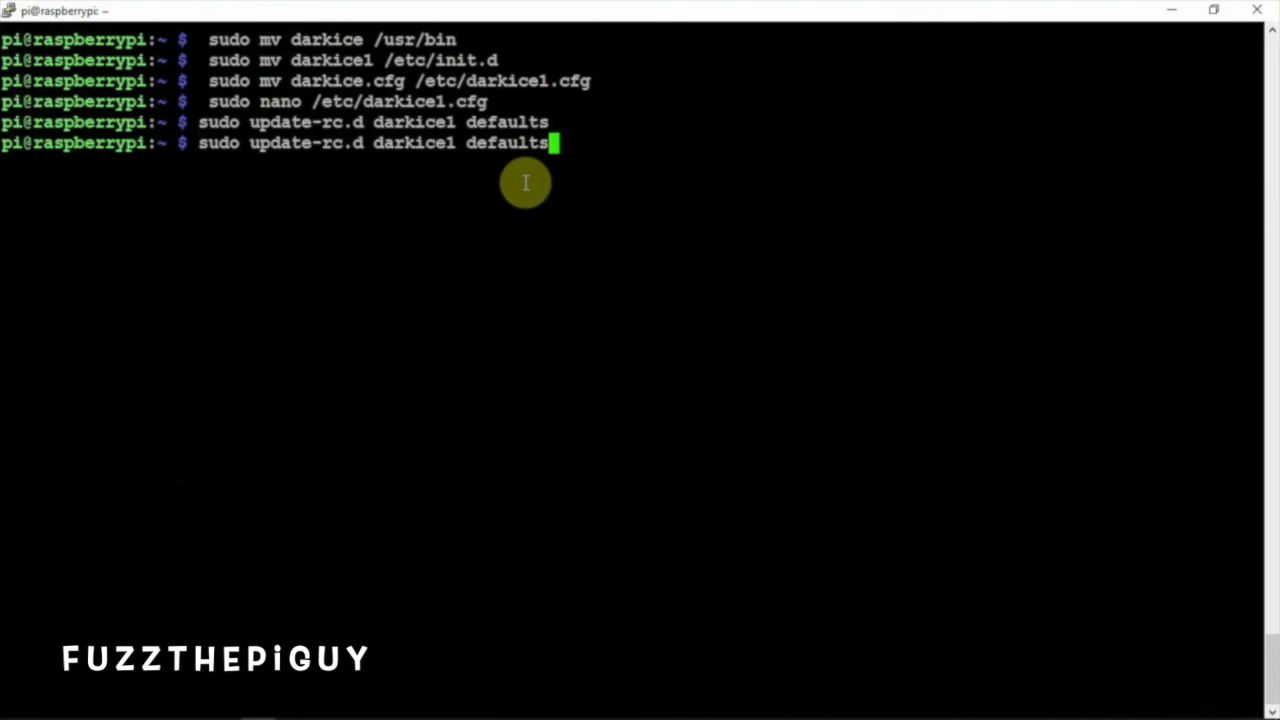 pi@raspberrypi: ~
pi@raspberrypi:~ $  sudo mv darkice /usr/bin
pi@raspberrypi:~ $  sudo mv darkice1 /etc/init.d
pi@raspberrypi:~ $  sudo mv darkice.cfg /etc/darkice1.cfg
pi@raspberrypi:~ $  sudo nano /etc/darkice1.cfg
pi@raspberrypi:~ $ sudo update-rc.d darkice1 defaults
pi@raspberrypi:~ $ sudo update-rc.d darkice1 defaults
FUZZTHEPiGUY